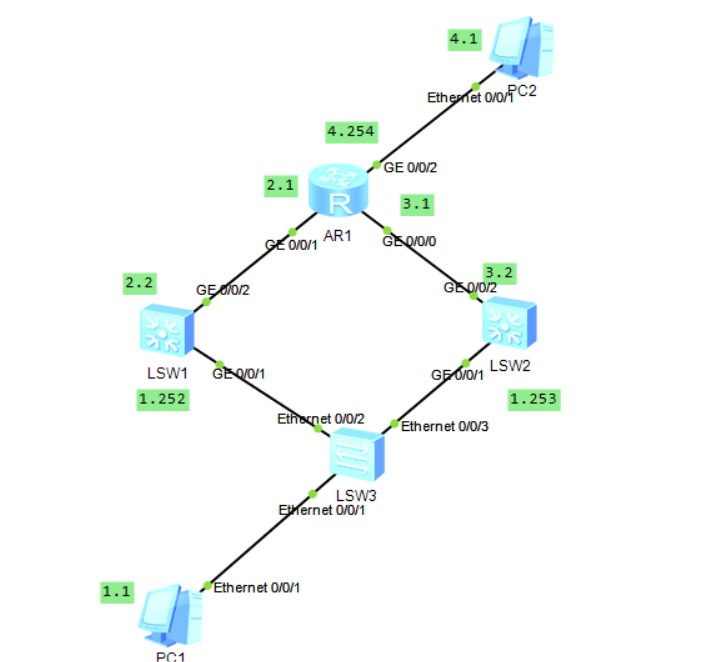 4.1
PC2
Ethernet 0/0/1
4.254
GE 0/0/2
2.1
R
3.1
AR1
GE 0/0/1
GE 0/0/0
2.2
3.2
GE 0/0/2
GE 0/0/2
LSW1
GE 0/0/1
GE 0/0/1
LSW2
1.252
1.253
Ethernet 0/0/2
Ethernet 0/0/3
LSW3
Ethernet 0/0/1
1.1
Ethernet 0/0/1
PC1